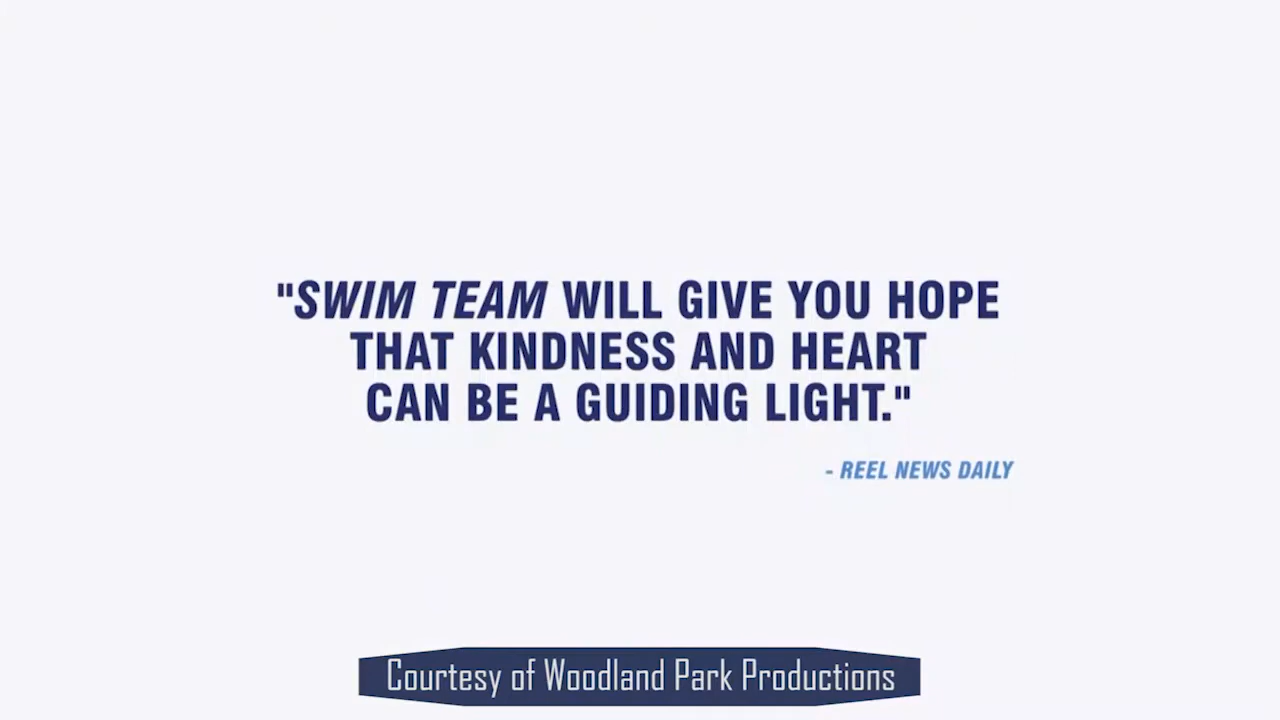 "SWIM TEAM WILL GIVE YOU HOPE
THAT KINDNESS AND HEART
CAN BE A GUIDING LIGHT."
- REEL NEWS DAILY
Courtesy of Woodland Park Productions